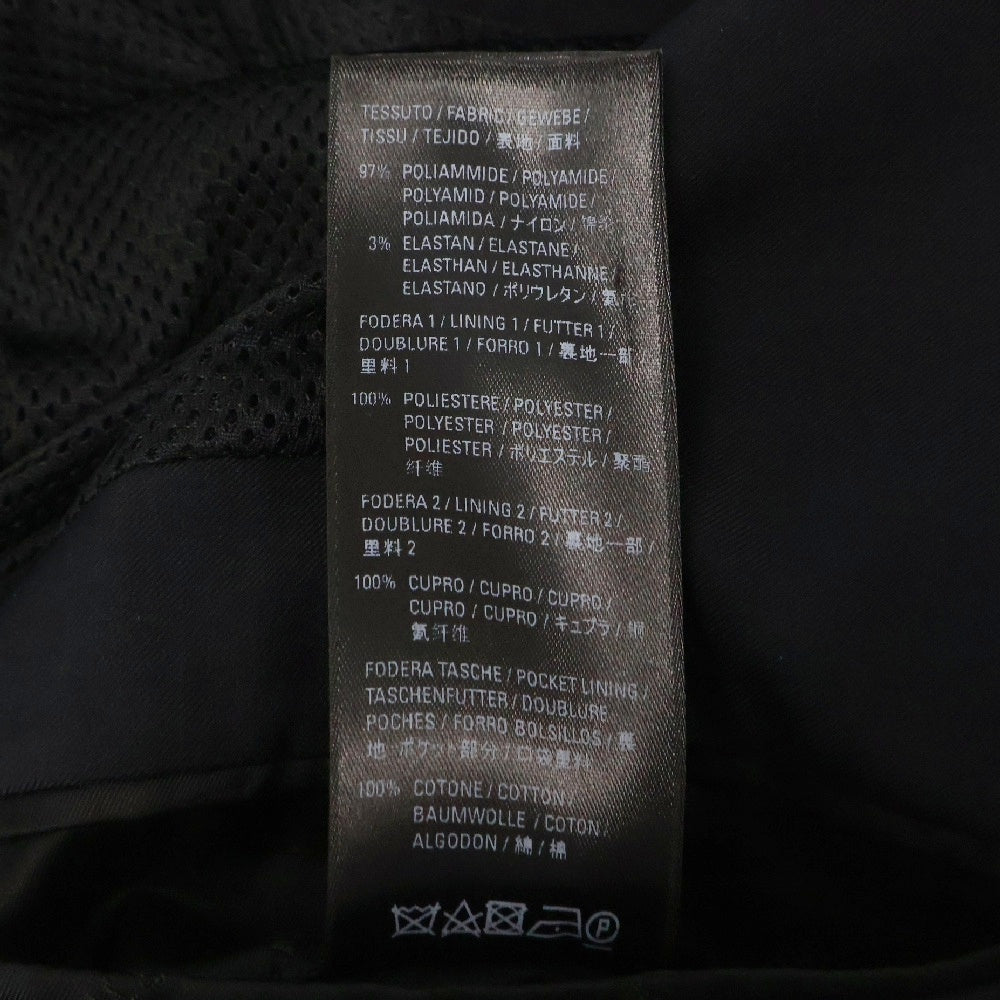 TESSUTO / FABRIC / GEWEBE /
TISSU / TEJIDO / 裏地 / 面料
97% POLIAMMIDE / POLYAMIDE /
POLYAMID / POLYAMIDE /
POLIAMIDA / ナイロン /
3% ELASTAN / ELASTANE /
ELASTHAN / ELASTHANNE
ELASTANO / ポリウレタン /
FODERA 1 / LINING 1 / FUTTER 1 /
DOUBLURE 1 / FORRO 1 / 裏地一部
里料 1
100% POLIESTERE / POLYESTER /
POLYESTER / POLYESTER /
POLIESTER / ポリエステル / 聚酯
纤维
FODERA 2 / LINING 2 / FUTTER 2 /
DOUBLURE 2 / FORRO 2 / 裏地一部 /
里料 2
100% CUPRO / CUPRO / CUPRO /
CUPRO / CUPRO / キュプラ / 铜
氨纤维
FODERA TASCHE / POCKET LINING /
TASCHENFUTTER / DOUBLURE
POCHES / FORRO BOLSILLOS / 裏
地 - ポケット部分 / 口袋里料
100% COTONE / COTTON /
BAUMWOLLE / COTON /
ALGODON / 綿 / 棉
P